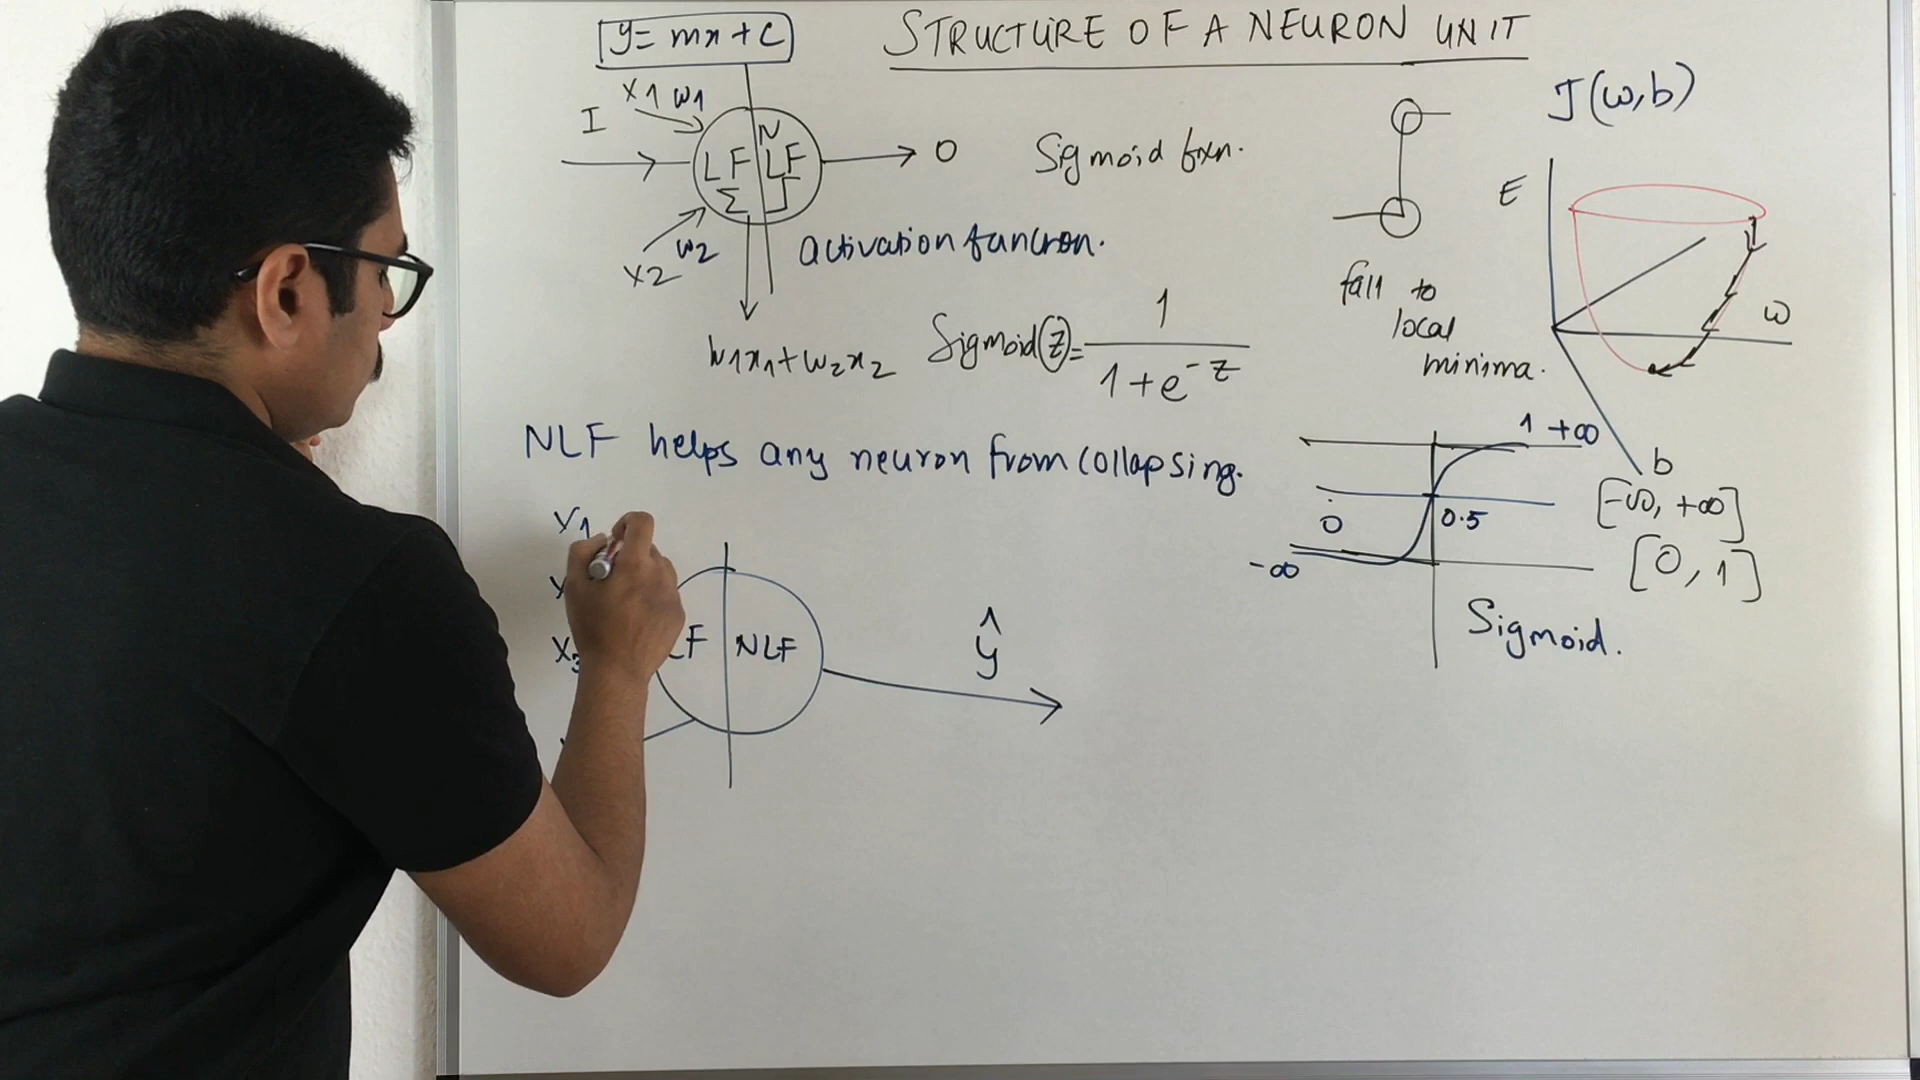 y= mx + c
STRUCTURE OF A NEURON UNIT
J(w,b)
X1 w1
I
N
LF LF
Σ ∫
O
Sigmoid fxn.
w2
X2
activation function.
E
w
b
fall to
local
minima.
w1x1+w2x2
Sigmoid(z)= 1
1+e^-z
NLF helps any neuron from collapsing.
1 +∞
0
0.5
-∞
[-∞, +∞]
[0, 1]
Sigmoid.
X1
X3
F NLF
ŷ